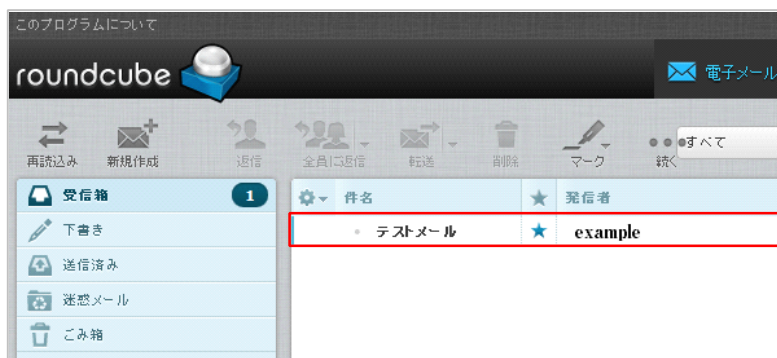 このプログラムについて
roundcube
電子メール
再読込み 新規作成 返信 全員に返信 転送 削除 マーク 続く すべて
受信箱 1
件名 発信者
テストメール example
下書き
送信済み
迷惑メール
ごみ箱